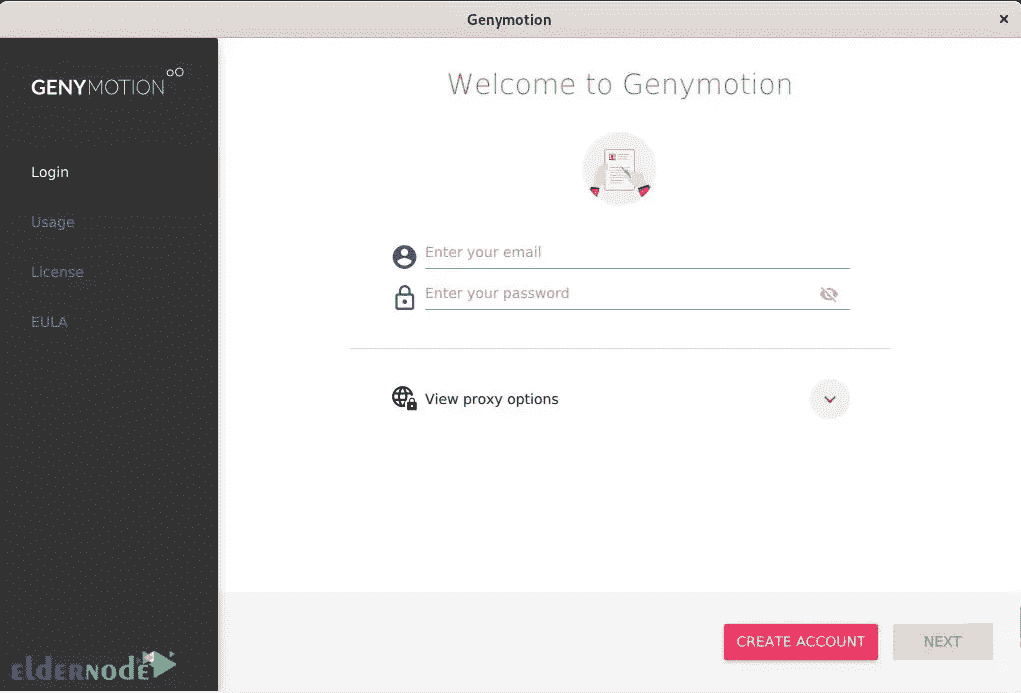 Genymotion
GENYMOTION
Welcome to Genymotion
Login
Usage
License
EULA
Enter your email
Enter your password
View proxy options
CREATE ACCOUNT
NEXT
eldernode